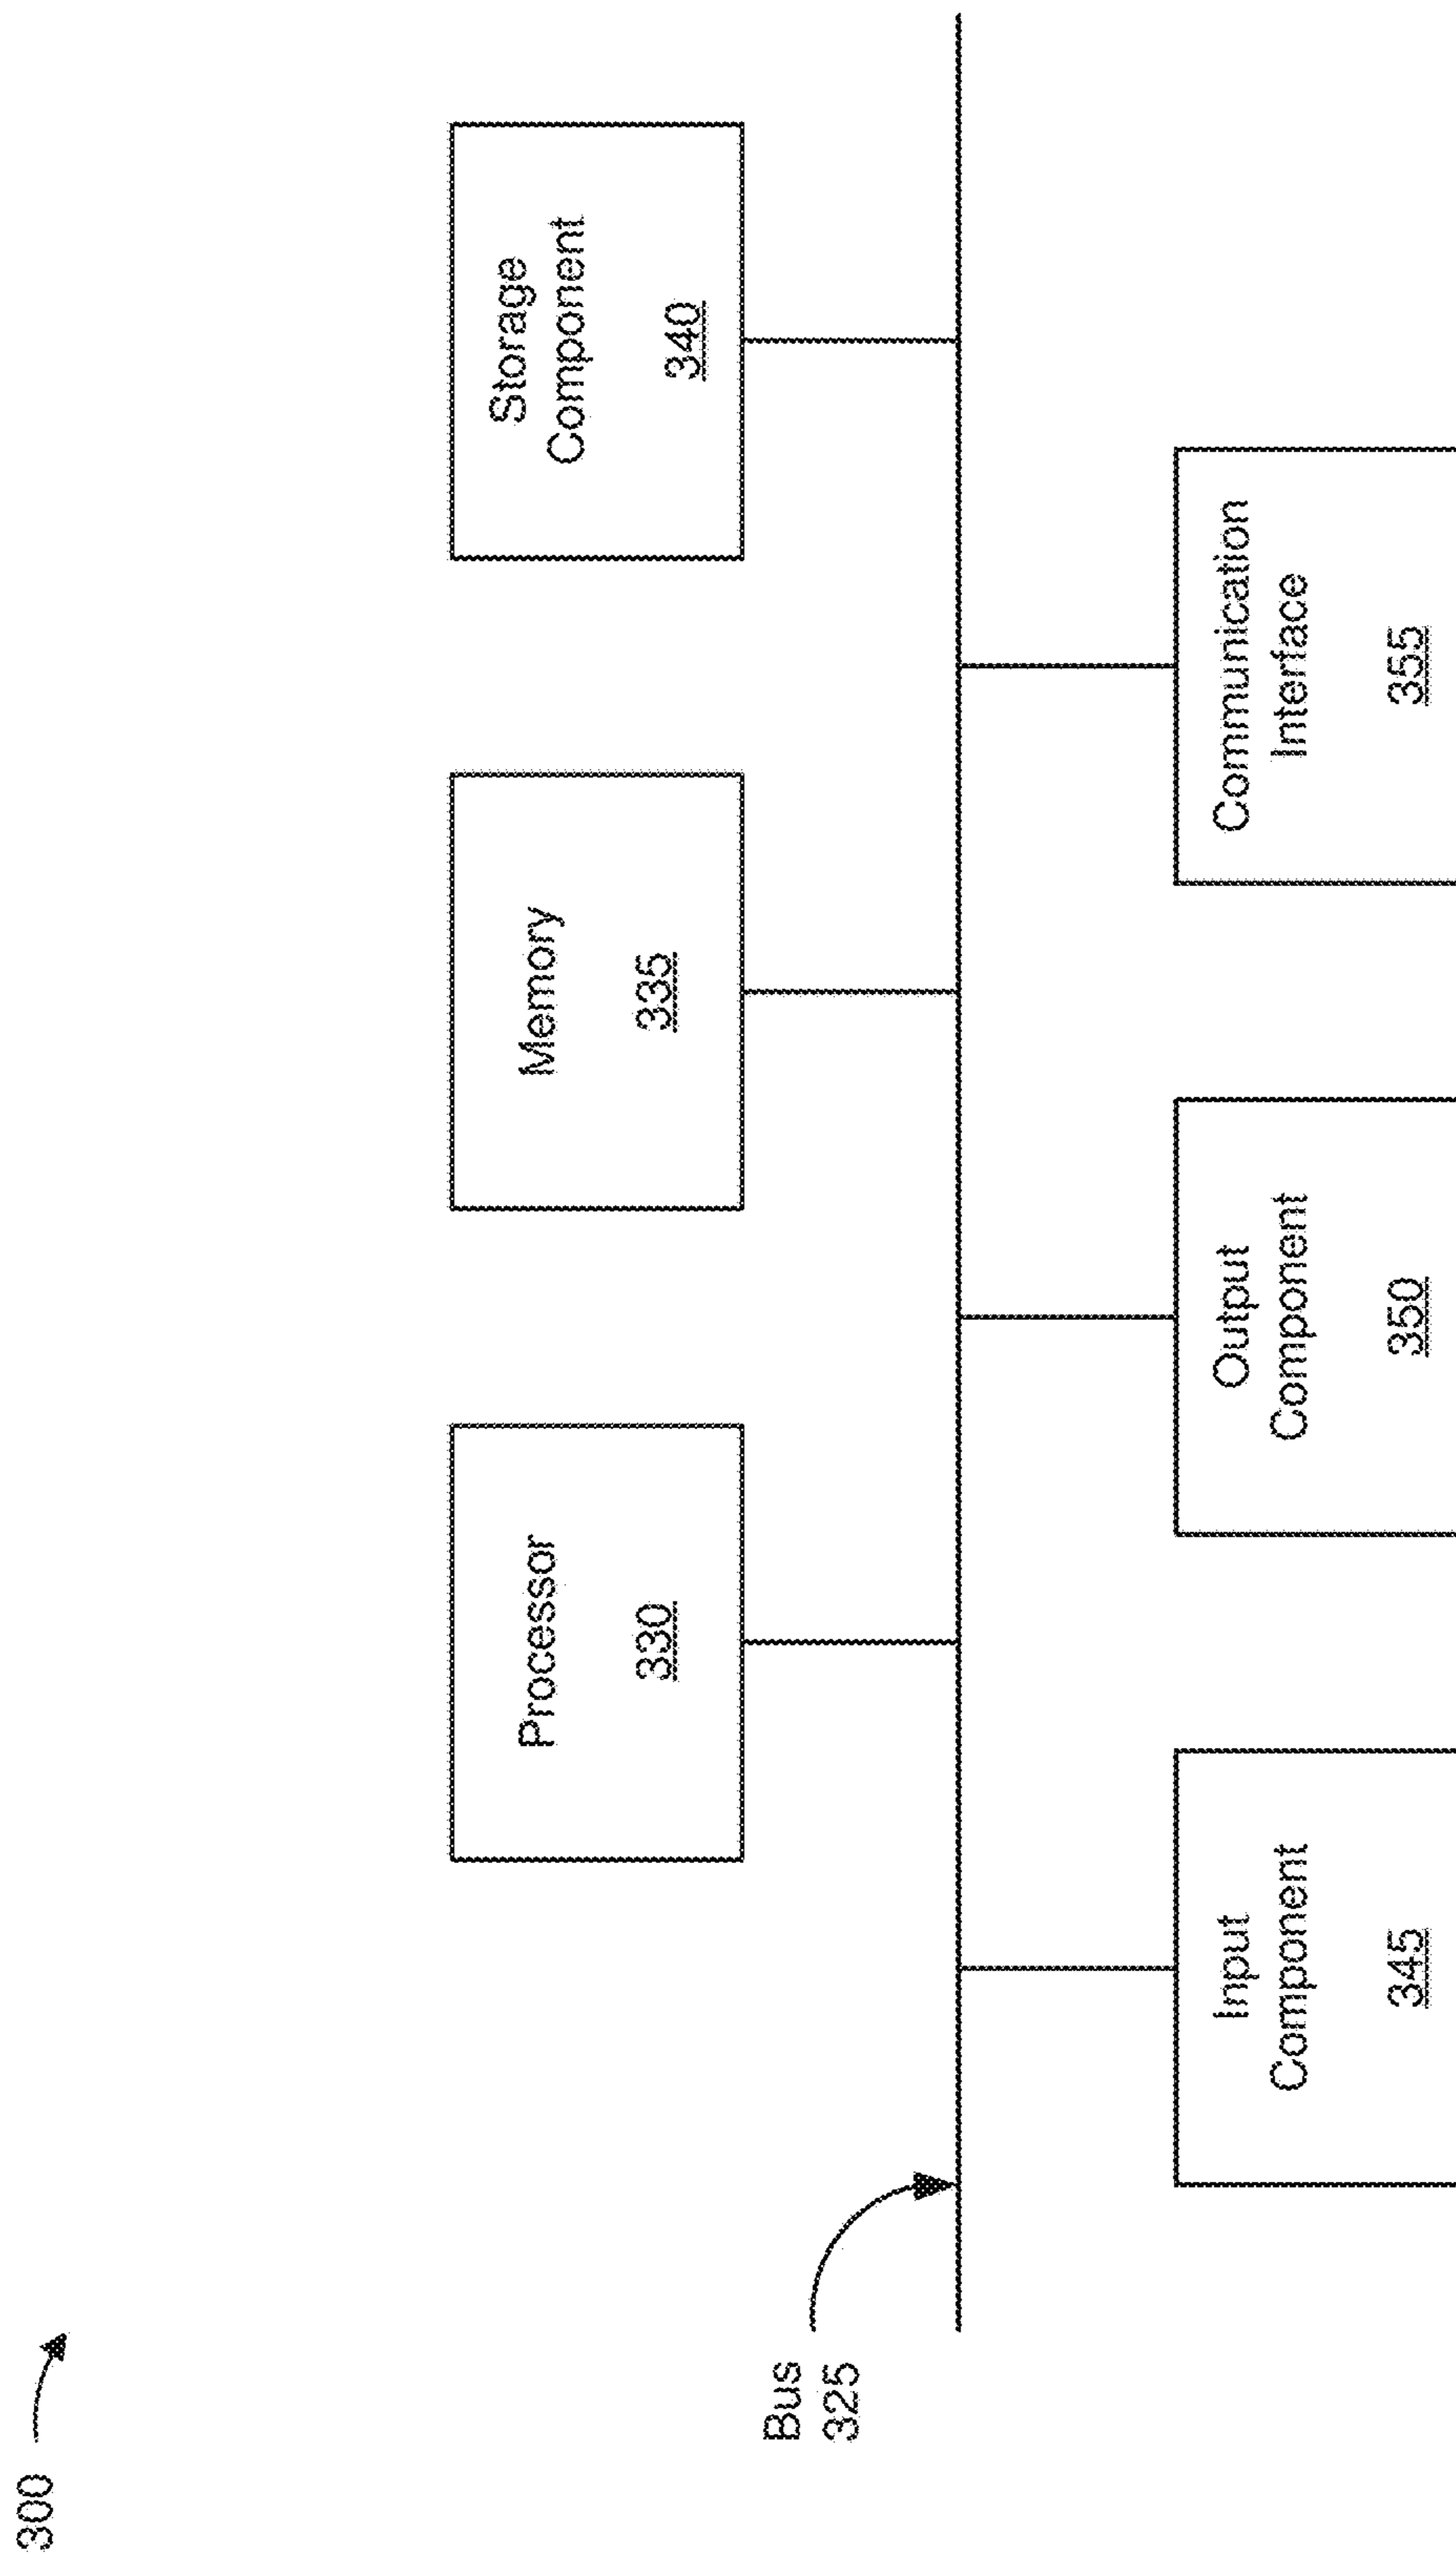 300
Bus
325
Processor
330
Memory
335
Storage
Component
340
Input
Component
345
Output
Component
350
Communication
Interface
355